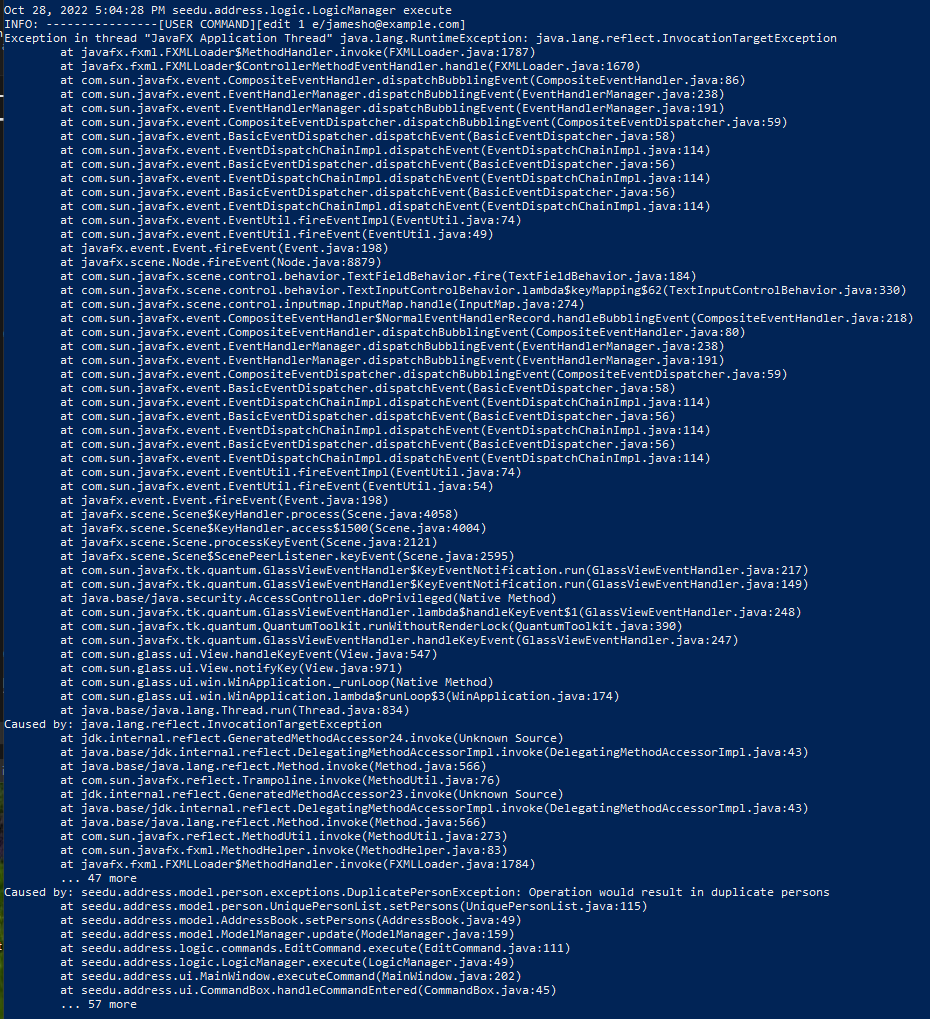 Oct 28, 2022 5:04:28 PM seedu.address.logic.LogicManager execute
INFO: ----------------[USER COMMAND][edit 1 e/jamesho@example.com]
Exception in thread "JavaFX Application Thread" java.lang.RuntimeException: java.lang.reflect.InvocationTargetException
at javafx.fxml.FXMLLoader$MethodHandler.invoke(FXMLLoader.java:1787)
at javafx.fxml.FXMLLoader$ControllerMethodEventHandler.handle(FXMLLoader.java:1670)
at com.sun.javafx.event.CompositeEventHandler.dispatchBubblingEvent(CompositeEventHandler.java:86)
at com.sun.javafx.event.EventHandlerManager.dispatchBubblingEvent(EventHandlerManager.java:238)
at com.sun.javafx.event.EventHandlerManager.dispatchBubblingEvent(EventHandlerManager.java:191)
at com.sun.javafx.event.CompositeEventDispatcher.dispatchBubblingEvent(CompositeEventDispatcher.java:59)
at com.sun.javafx.event.BasicEventDispatcher.dispatchEvent(BasicEventDispatcher.java:58)
at com.sun.javafx.event.EventDispatchChainImpl.dispatchEvent(EventDispatchChainImpl.java:114)
at com.sun.javafx.event.BasicEventDispatcher.dispatchEvent(BasicEventDispatcher.java:56)
at com.sun.javafx.event.EventDispatchChainImpl.dispatchEvent(EventDispatchChainImpl.java:114)
at com.sun.javafx.event.BasicEventDispatcher.dispatchEvent(BasicEventDispatcher.java:56)
at com.sun.javafx.event.EventDispatchChainImpl.dispatchEvent(EventDispatchChainImpl.java:114)
at com.sun.javafx.event.EventUtil.fireEventImpl(EventUtil.java:74)
at com.sun.javafx.event.EventUtil.fireEvent(EventUtil.java:49)
at javafx.event.Event.fireEvent(Event.java:198)
at javafx.scene.Node.fireEvent(Node.java:8879)
at com.sun.javafx.scene.control.behavior.TextFieldBehavior.fire(TextFieldBehavior.java:184)
at com.sun.javafx.scene.control.behavior.TextInputControlBehavior.lambda$keyMapping$62(TextInputControlBehavior.java:330)
at com.sun.javafx.scene.control.inputmap.InputMap.handle(InputMap.java:274)
at com.sun.javafx.event.CompositeEventHandler$NormalEventHandlerRecord.handleBubblingEvent(CompositeEventHandler.java:218)
at com.sun.javafx.event.CompositeEventHandler.dispatchBubblingEvent(CompositeEventHandler.java:80)
at com.sun.javafx.event.EventHandlerManager.dispatchBubblingEvent(EventHandlerManager.java:238)
at com.sun.javafx.event.EventHandlerManager.dispatchBubblingEvent(EventHandlerManager.java:191)
at com.sun.javafx.event.CompositeEventDispatcher.dispatchBubblingEvent(CompositeEventDispatcher.java:59)
at com.sun.javafx.event.BasicEventDispatcher.dispatchEvent(BasicEventDispatcher.java:58)
at com.sun.javafx.event.EventDispatchChainImpl.dispatchEvent(EventDispatchChainImpl.java:114)
at com.sun.javafx.event.BasicEventDispatcher.dispatchEvent(BasicEventDispatcher.java:56)
at com.sun.javafx.event.EventDispatchChainImpl.dispatchEvent(EventDispatchChainImpl.java:114)
at com.sun.javafx.event.BasicEventDispatcher.dispatchEvent(BasicEventDispatcher.java:56)
at com.sun.javafx.event.EventDispatchChainImpl.dispatchEvent(EventDispatchChainImpl.java:114)
at com.sun.javafx.event.EventUtil.fireEventImpl(EventUtil.java:74)
at com.sun.javafx.event.EventUtil.fireEvent(EventUtil.java:54)
at javafx.event.Event.fireEvent(Event.java:198)
at javafx.scene.Scene$KeyHandler.process(Scene.java:4058)
at javafx.scene.Scene$KeyHandler.access$1500(Scene.java:4004)
at javafx.scene.Scene.processKeyEvent(Scene.java:2121)
at javafx.scene.Scene$ScenePeerListener.keyEvent(Scene.java:2595)
at com.sun.javafx.tk.quantum.GlassViewEventHandler$KeyEventNotification.run(GlassViewEventHandler.java:217)
at com.sun.javafx.tk.quantum.GlassViewEventHandler$KeyEventNotification.run(GlassViewEventHandler.java:149)
at java.base/java.security.AccessController.doPrivileged(Native Method)
at com.sun.javafx.tk.quantum.GlassViewEventHandler.lambda$handleKeyEvent$1(GlassViewEventHandler.java:248)
at com.sun.javafx.tk.quantum.QuantumToolkit.runWithoutRenderLock(QuantumToolkit.java:390)
at com.sun.javafx.tk.quantum.GlassViewEventHandler.handleKeyEvent(GlassViewEventHandler.java:247)
at com.sun.glass.ui.View.handleKeyEvent(View.java:547)
at com.sun.glass.ui.View.notifyKey(View.java:971)
at com.sun.glass.ui.win.WinApplication._runLoop(Native Method)
at com.sun.glass.ui.win.WinApplication.lambda$runLoop$3(WinApplication.java:174)
at java.base/java.lang.Thread.run(Thread.java:834)
Caused by: java.lang.reflect.InvocationTargetException
at jdk.internal.reflect.GeneratedMethodAccessor24.invoke(Unknown Source)
at java.base/jdk.internal.reflect.DelegatingMethodAccessorImpl.invoke(DelegatingMethodAccessorImpl.java:43)
at java.base/java.lang.reflect.Method.invoke(Method.java:566)
at com.sun.javafx.reflect.Trampoline.invoke(MethodUtil.java:76)
at jdk.internal.reflect.GeneratedMethodAccessor23.invoke(Unknown Source)
at java.base/jdk.internal.reflect.DelegatingMethodAccessorImpl.invoke(DelegatingMethodAccessorImpl.java:43)
at java.base/java.lang.reflect.Method.invoke(Method.java:566)
at com.sun.javafx.reflect.MethodUtil.invoke(MethodUtil.java:273)
at com.sun.javafx.fxml.MethodHelper.invoke(MethodHelper.java:83)
at javafx.fxml.FXMLLoader$MethodHandler.invoke(FXMLLoader.java:1784)
... 47 more
Caused by: seedu.address.model.person.exceptions.DuplicatePersonException: Operation would result in duplicate persons
at seedu.address.model.person.UniquePersonList.setPersons(UniquePersonList.java:115)
at seedu.address.model.AddressBook.setPersons(AddressBook.java:49)
at seedu.address.model.ModelManager.update(ModelManager.java:159)
at seedu.address.logic.commands.EditCommand.execute(EditCommand.java:111)
at seedu.address.logic.LogicManager.execute(LogicManager.java:49)
at seedu.address.ui.MainWindow.executeCommand(MainWindow.java:202)
at seedu.address.ui.CommandBox.handleCommandEntered(CommandBox.java:45)
... 57 more